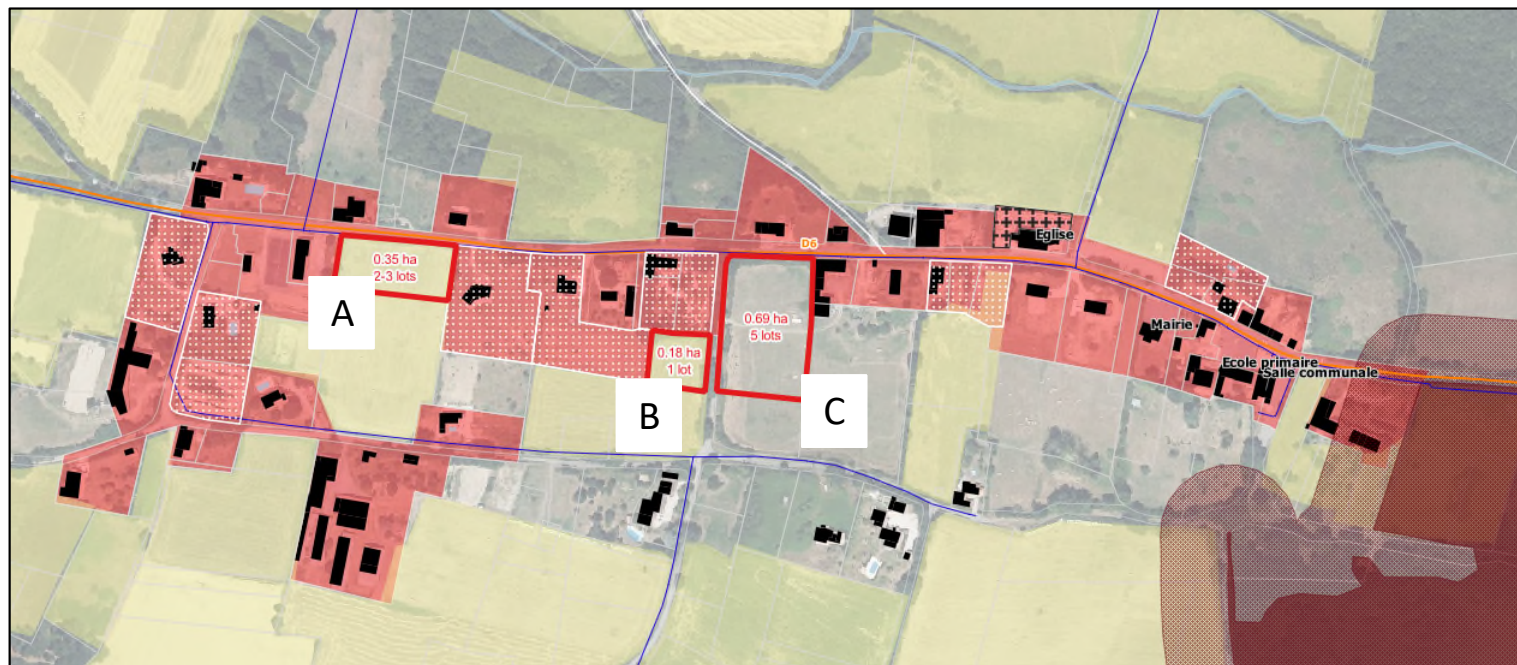 Eglise
D6
0.35 ha
2-3 lots
A
0.69 ha
5 lots
Mairie
0.18 ha
1 lot
Ecole primaire
Salle communale
B
C